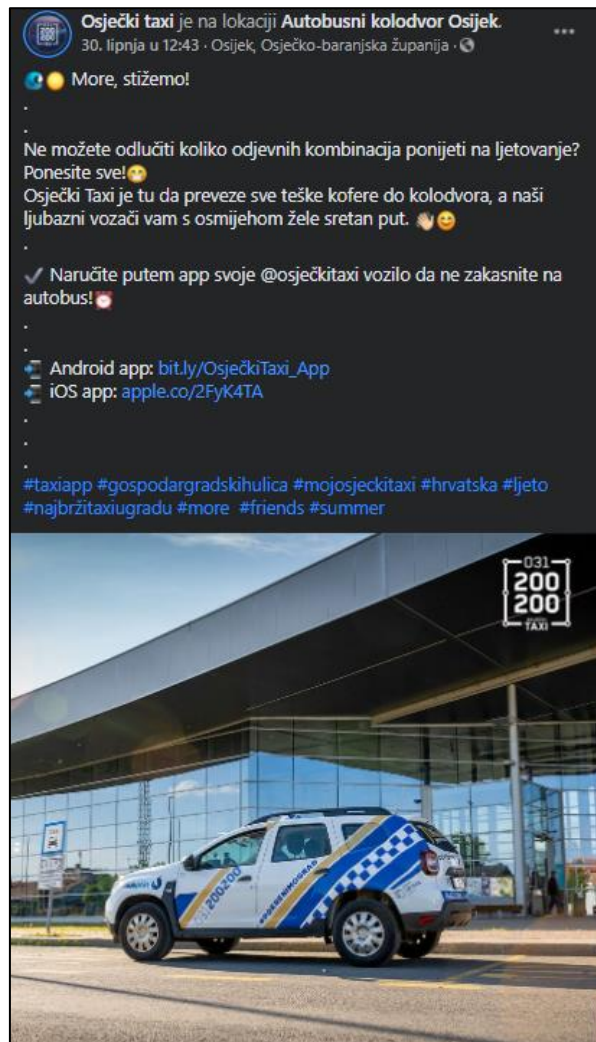 Osječki taxi je na lokaciji Autobusni kolodvor Osijek.
30. lipnja u 12:43 · Osijek, Osječko-baranjska županija ·
🌊🌕 More, stižemo!
.
.
Ne možete odlučiti koliko odjevnih kombinacija ponijeti na ljetovanje?
Ponesite sve!😁
Osječki Taxi je tu da preveze sve teške kofere do kolodvora, a naši
ljubazni vozači vam s osmijehom žele sretan put. 👋😊
.
✔ Naručite putem app svoje @osječkitaxi vozilo da ne zakasnite na
autobus!⏰
.
.
📲 Android app: bit.ly/OsječkiTaxi_App
📲 iOS app: apple.co/2FyK4TA
.
.
.
#taxiapp #gospodargradskihulica #mojosjeckitaxi #hrvatska #ljeto
#najbržitaxiugradu #more #friends #summer
031
200
200
TAXI
031/200200